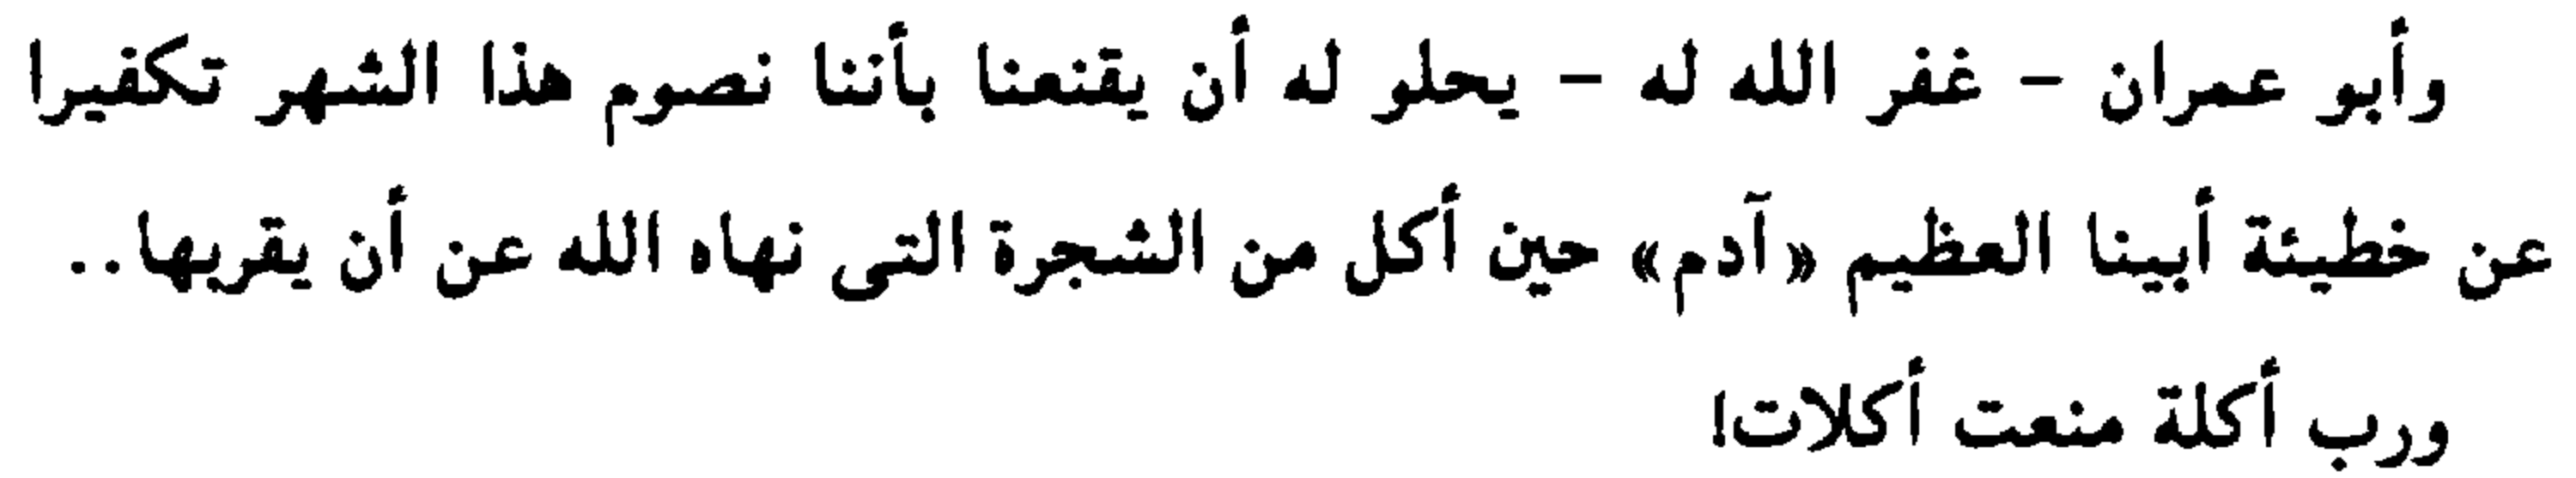 وأبو عمران – غفر الله له – يحلو له أن يقنعنا بأننا نصوم هذا الشهر تكفيرا
عن خطيئة أبينا العظيم «آدم» حين أكل من الشجرة التى نهاه الله عن أن يقربها..
ورب أكلة منعت أكلات!